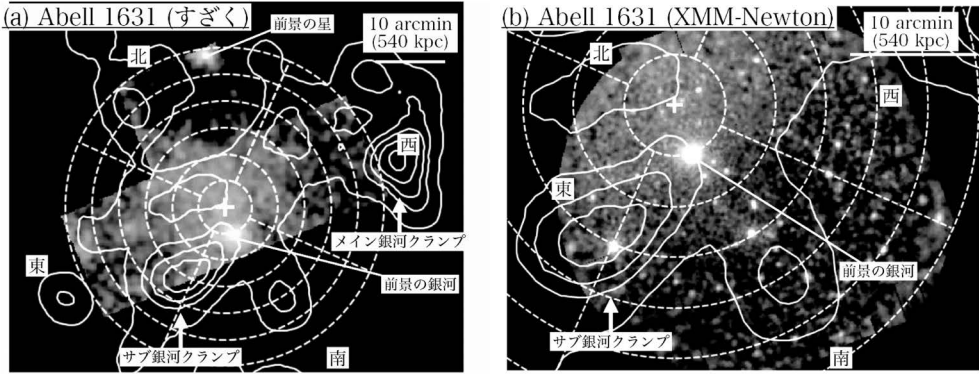 (a) Abell 1631 (すざく)
前景の星
10 arcmin
(540 kpc)
北
西
メイン銀河クランプ
東
前景の銀河
サブ銀河クランプ
南
(b) Abell 1631 (XMM-Newton)
10 arcmin
(540 kpc)
北
西
東
前景の銀河
サブ銀河クランプ
南